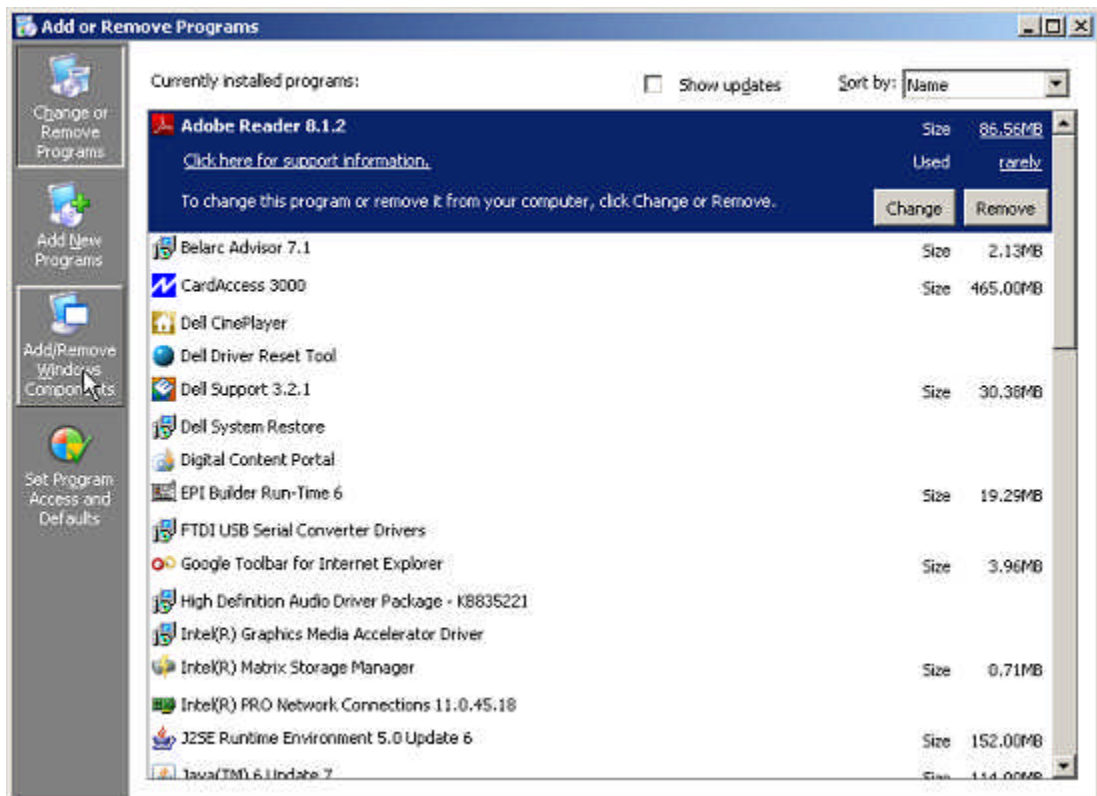 Add or Remove Programs
Change or
Remove
Programs
Add New
Programs
Add/Remove
Windows
Components
Set Program
Access and
Defaults
Currently installed programs: Show updates Sort by: Name
Adobe Reader 8.1.2 Size 86.56MB
Click here for support information. Used rarely
To change this program or remove it from your computer, click Change or Remove. Change Remove
Belarc Advisor 7.1 Size 2.13MB
CardAccess 3000 Size 465.00MB
Dell CinePlayer
Dell Driver Reset Tool
Dell Support 3.2.1 Size 30.38MB
Dell System Restore
Digital Content Portal
EPI Builder Run-Time 6 Size 19.29MB
FTDI USB Serial Converter Drivers
Google Toolbar for Internet Explorer Size 3.96MB
High Definition Audio Driver Package - KB835221
Intel(R) Graphics Media Accelerator Driver
Intel(R) Matrix Storage Manager Size 0.71MB
Intel(R) PRO Network Connections 11.0.45.18
J2SE Runtime Environment 5.0 Update 6 Size 152.00MB
Java(TM) 6 Update 7 Size 114.00MB